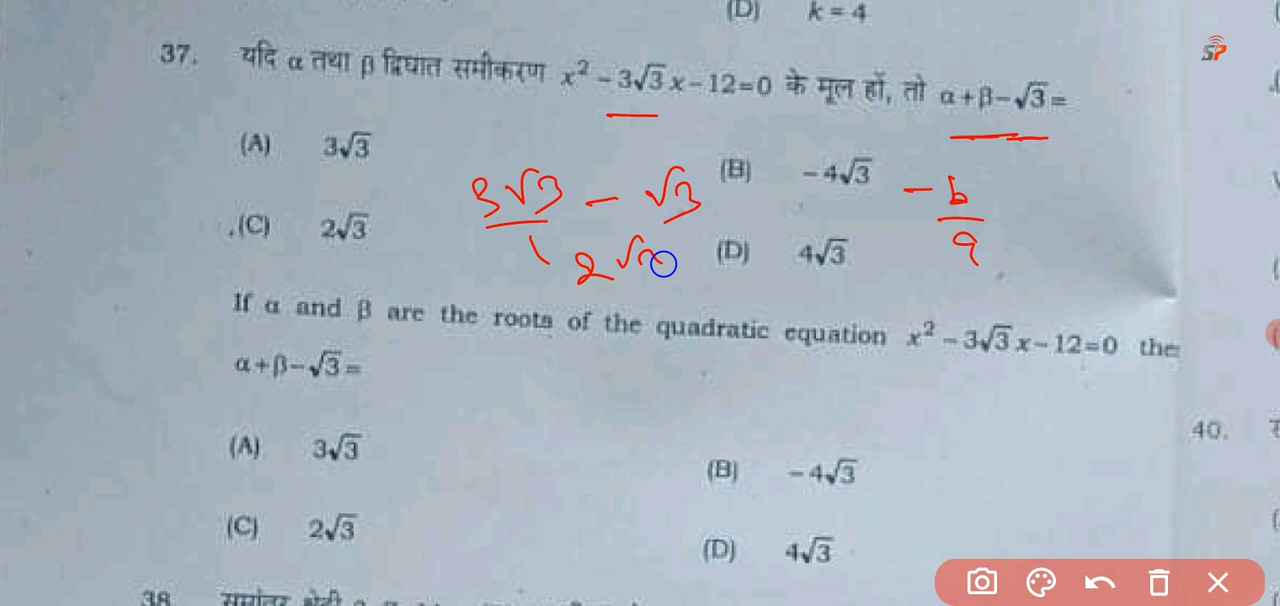 (D) k = 4
37. यदि α तथा β द्विघात समीकरण x² – 3√3 x – 12=0 के मूल हों, तो α+β–√3=
(A) 3√3
(B) – 4√3
3√3 – √3
– b
(C) 2√3
(D) 4√3
1
2√
a
If α and β are the roots of the quadratic equation x² – 3√3 x – 12=0 the
α+β–√3=
(A) 3√3
(B) – 4√3
(C) 2√3
(D) 4√3
40.
38
SP